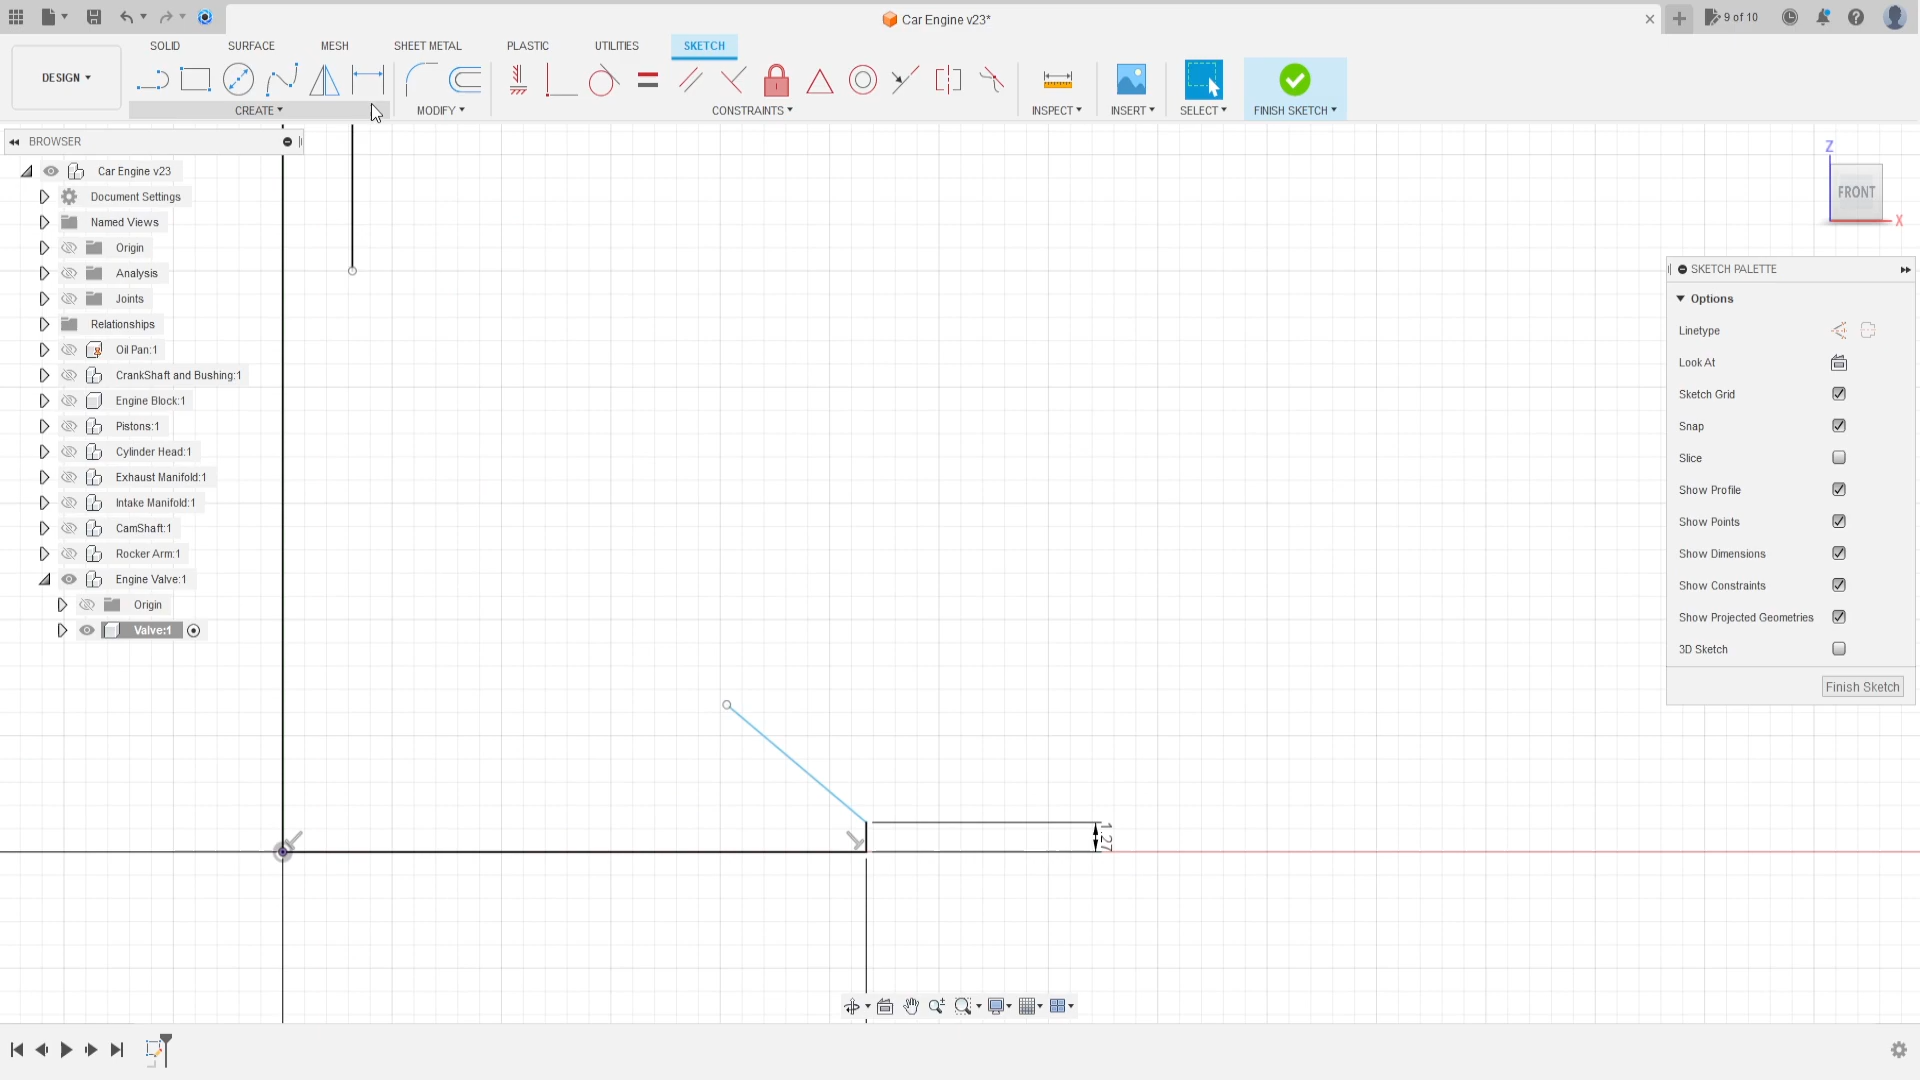 Car Engine v23*
9 of 10
DESIGN
SOLID
SURFACE
MESH
SHEET METAL
PLASTIC
UTILITIES
SKETCH
CREATE
MODIFY
CONSTRAINTS
INSPECT
INSERT
SELECT
FINISH SKETCH
BROWSER
Car Engine v23
Document Settings
Named Views
Origin
Analysis
Joints
Relationships
Oil Pan:1
CrankShaft and Bushing:1
Engine Block:1
Pistons:1
Cylinder Head:1
Exhaust Manifold:1
Intake Manifold:1
CamShaft:1
Rocker Arm:1
Engine Valve:1
Origin
Valve:1
1.27
Z
FRONT
X
SKETCH PALETTE
Options
Linetype
Look At
Sketch Grid
Snap
Slice
Show Profile
Show Points
Show Dimensions
Show Constraints
Show Projected Geometries
3D Sketch
Finish Sketch